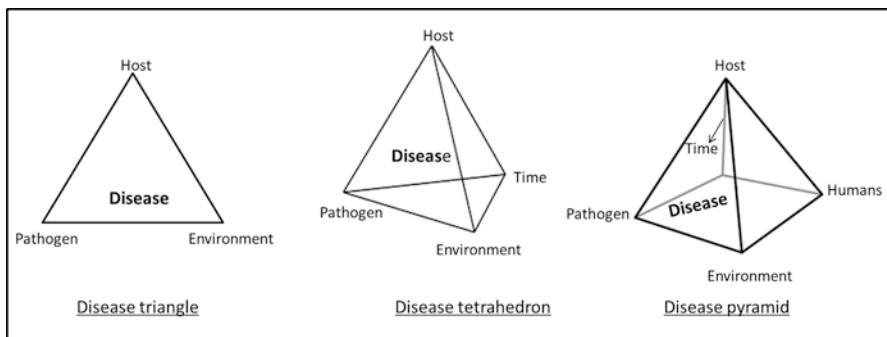 Host
Disease
Pathogen
Environment
Disease triangle
Host
Disease
Time
Pathogen
Environment
Disease tetrahedron
Host
Time
Humans
Pathogen
Disease
Environment
Disease pyramid